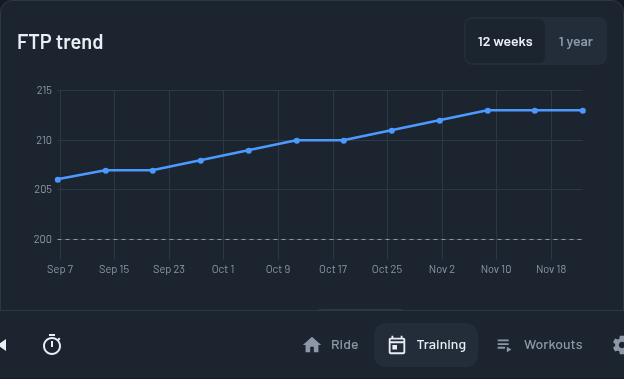 FTP trend
12 weeks 1 year
215
210
205
200
Sep 7 Sep 15 Sep 23 Oct 1 Oct 9 Oct 17 Oct 25 Nov 2 Nov 10 Nov 18
Ride Training Workouts